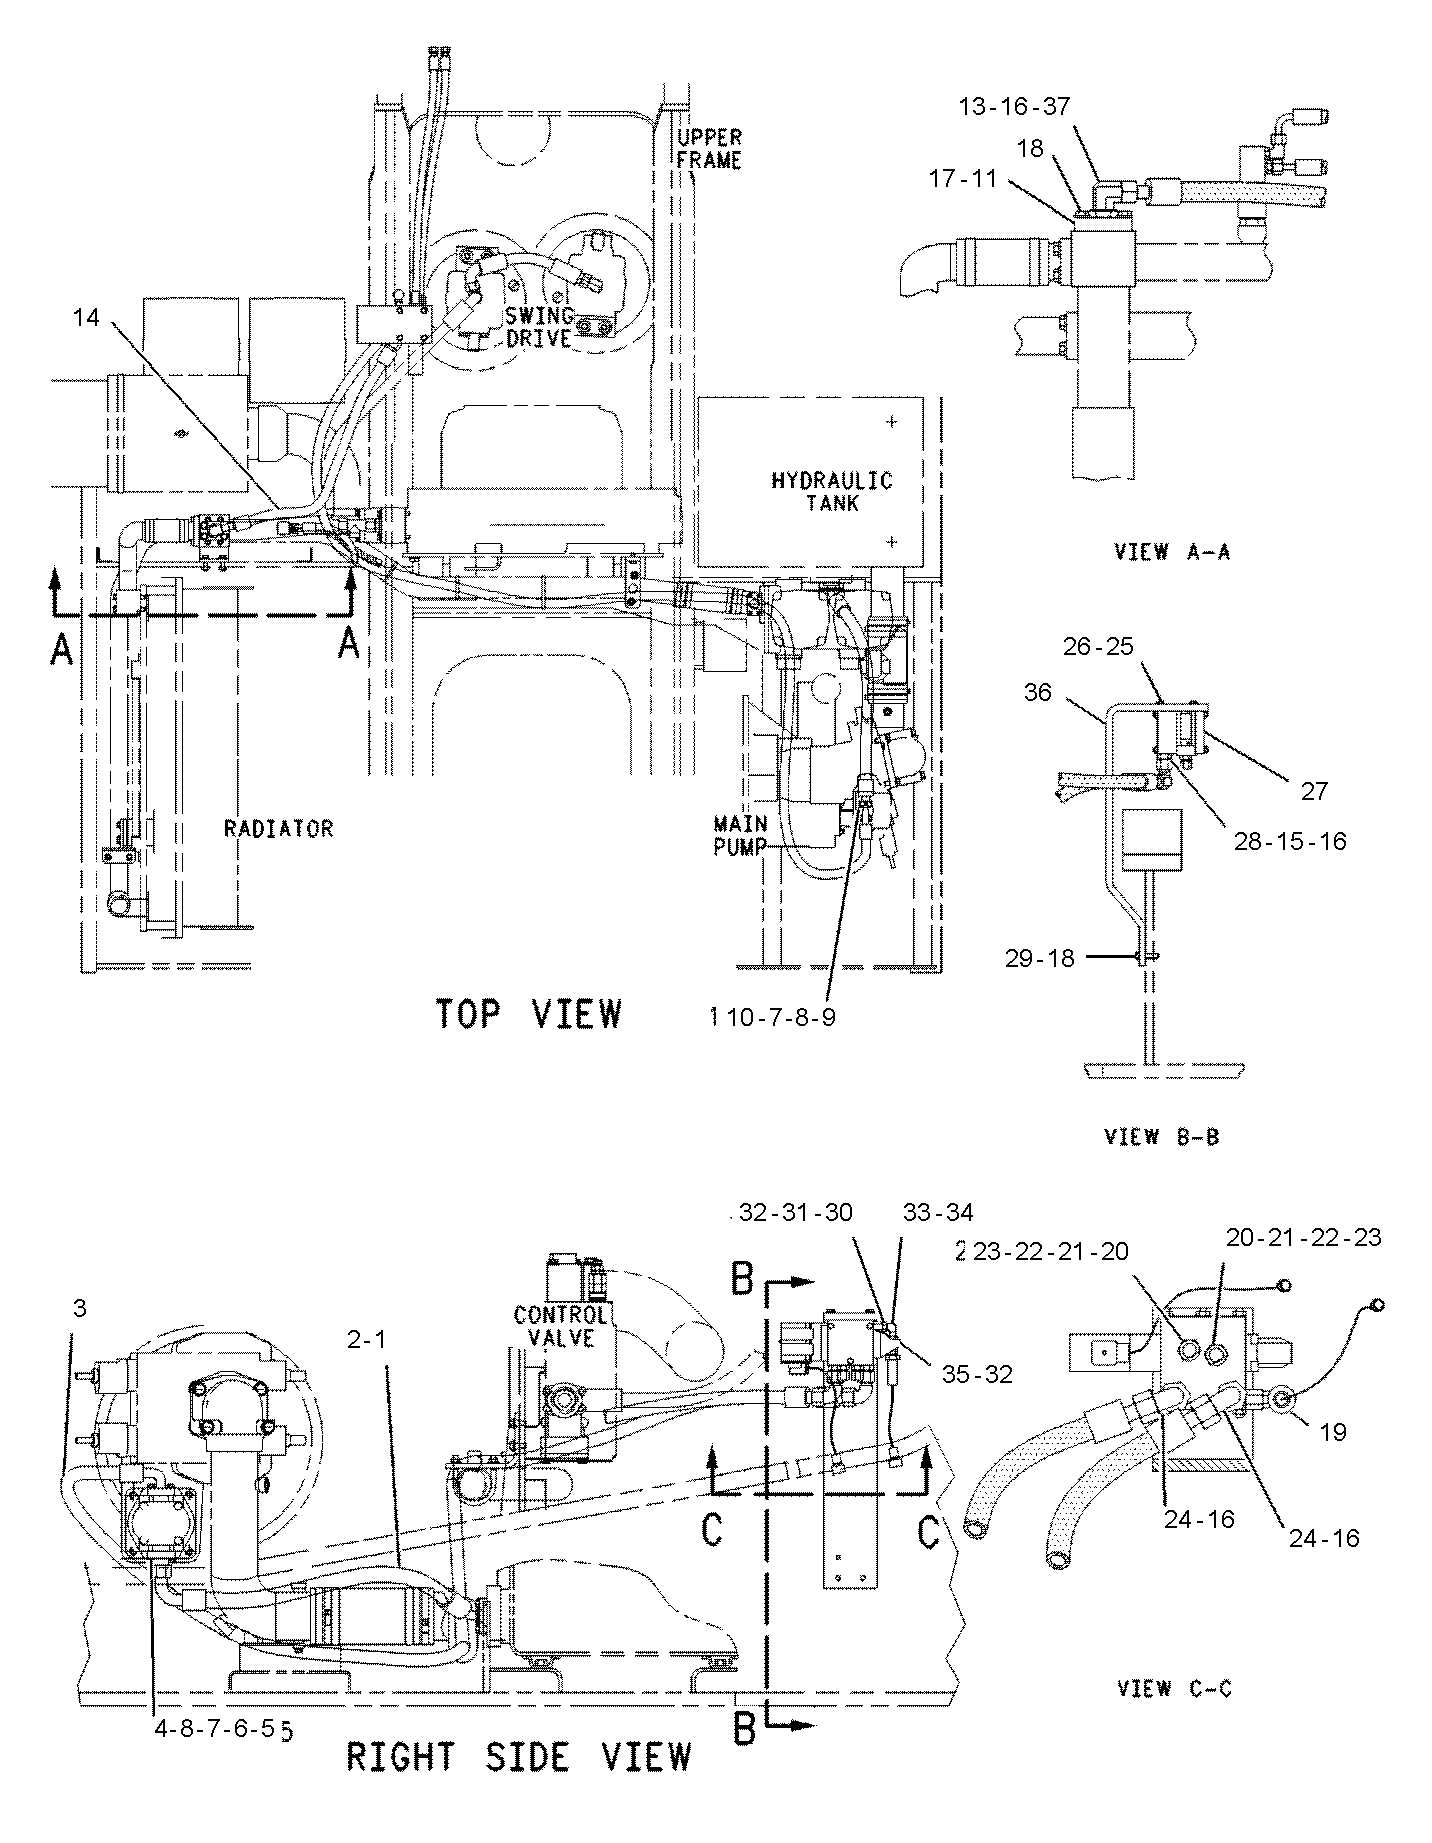 UPPER
FRAME
14
SWING
DRIVE
HYDRAULIC
TANK
A
A
RADIATOR
MAIN
PUMP
110-7-8-9
TOP VIEW
13-16-37
18
17-11
VIEW A-A
26-25
36
27
28-15-16
29-18
VIEW B-B
32-31-30
33-34
2 23-22-21-20
20-21-22-23
B
3
2-1
CONTROL
VALVE
35-32
19
C
C
24-16
24-16
VIEW C-C
4-8-7-6-5 5
B
RIGHT SIDE VIEW